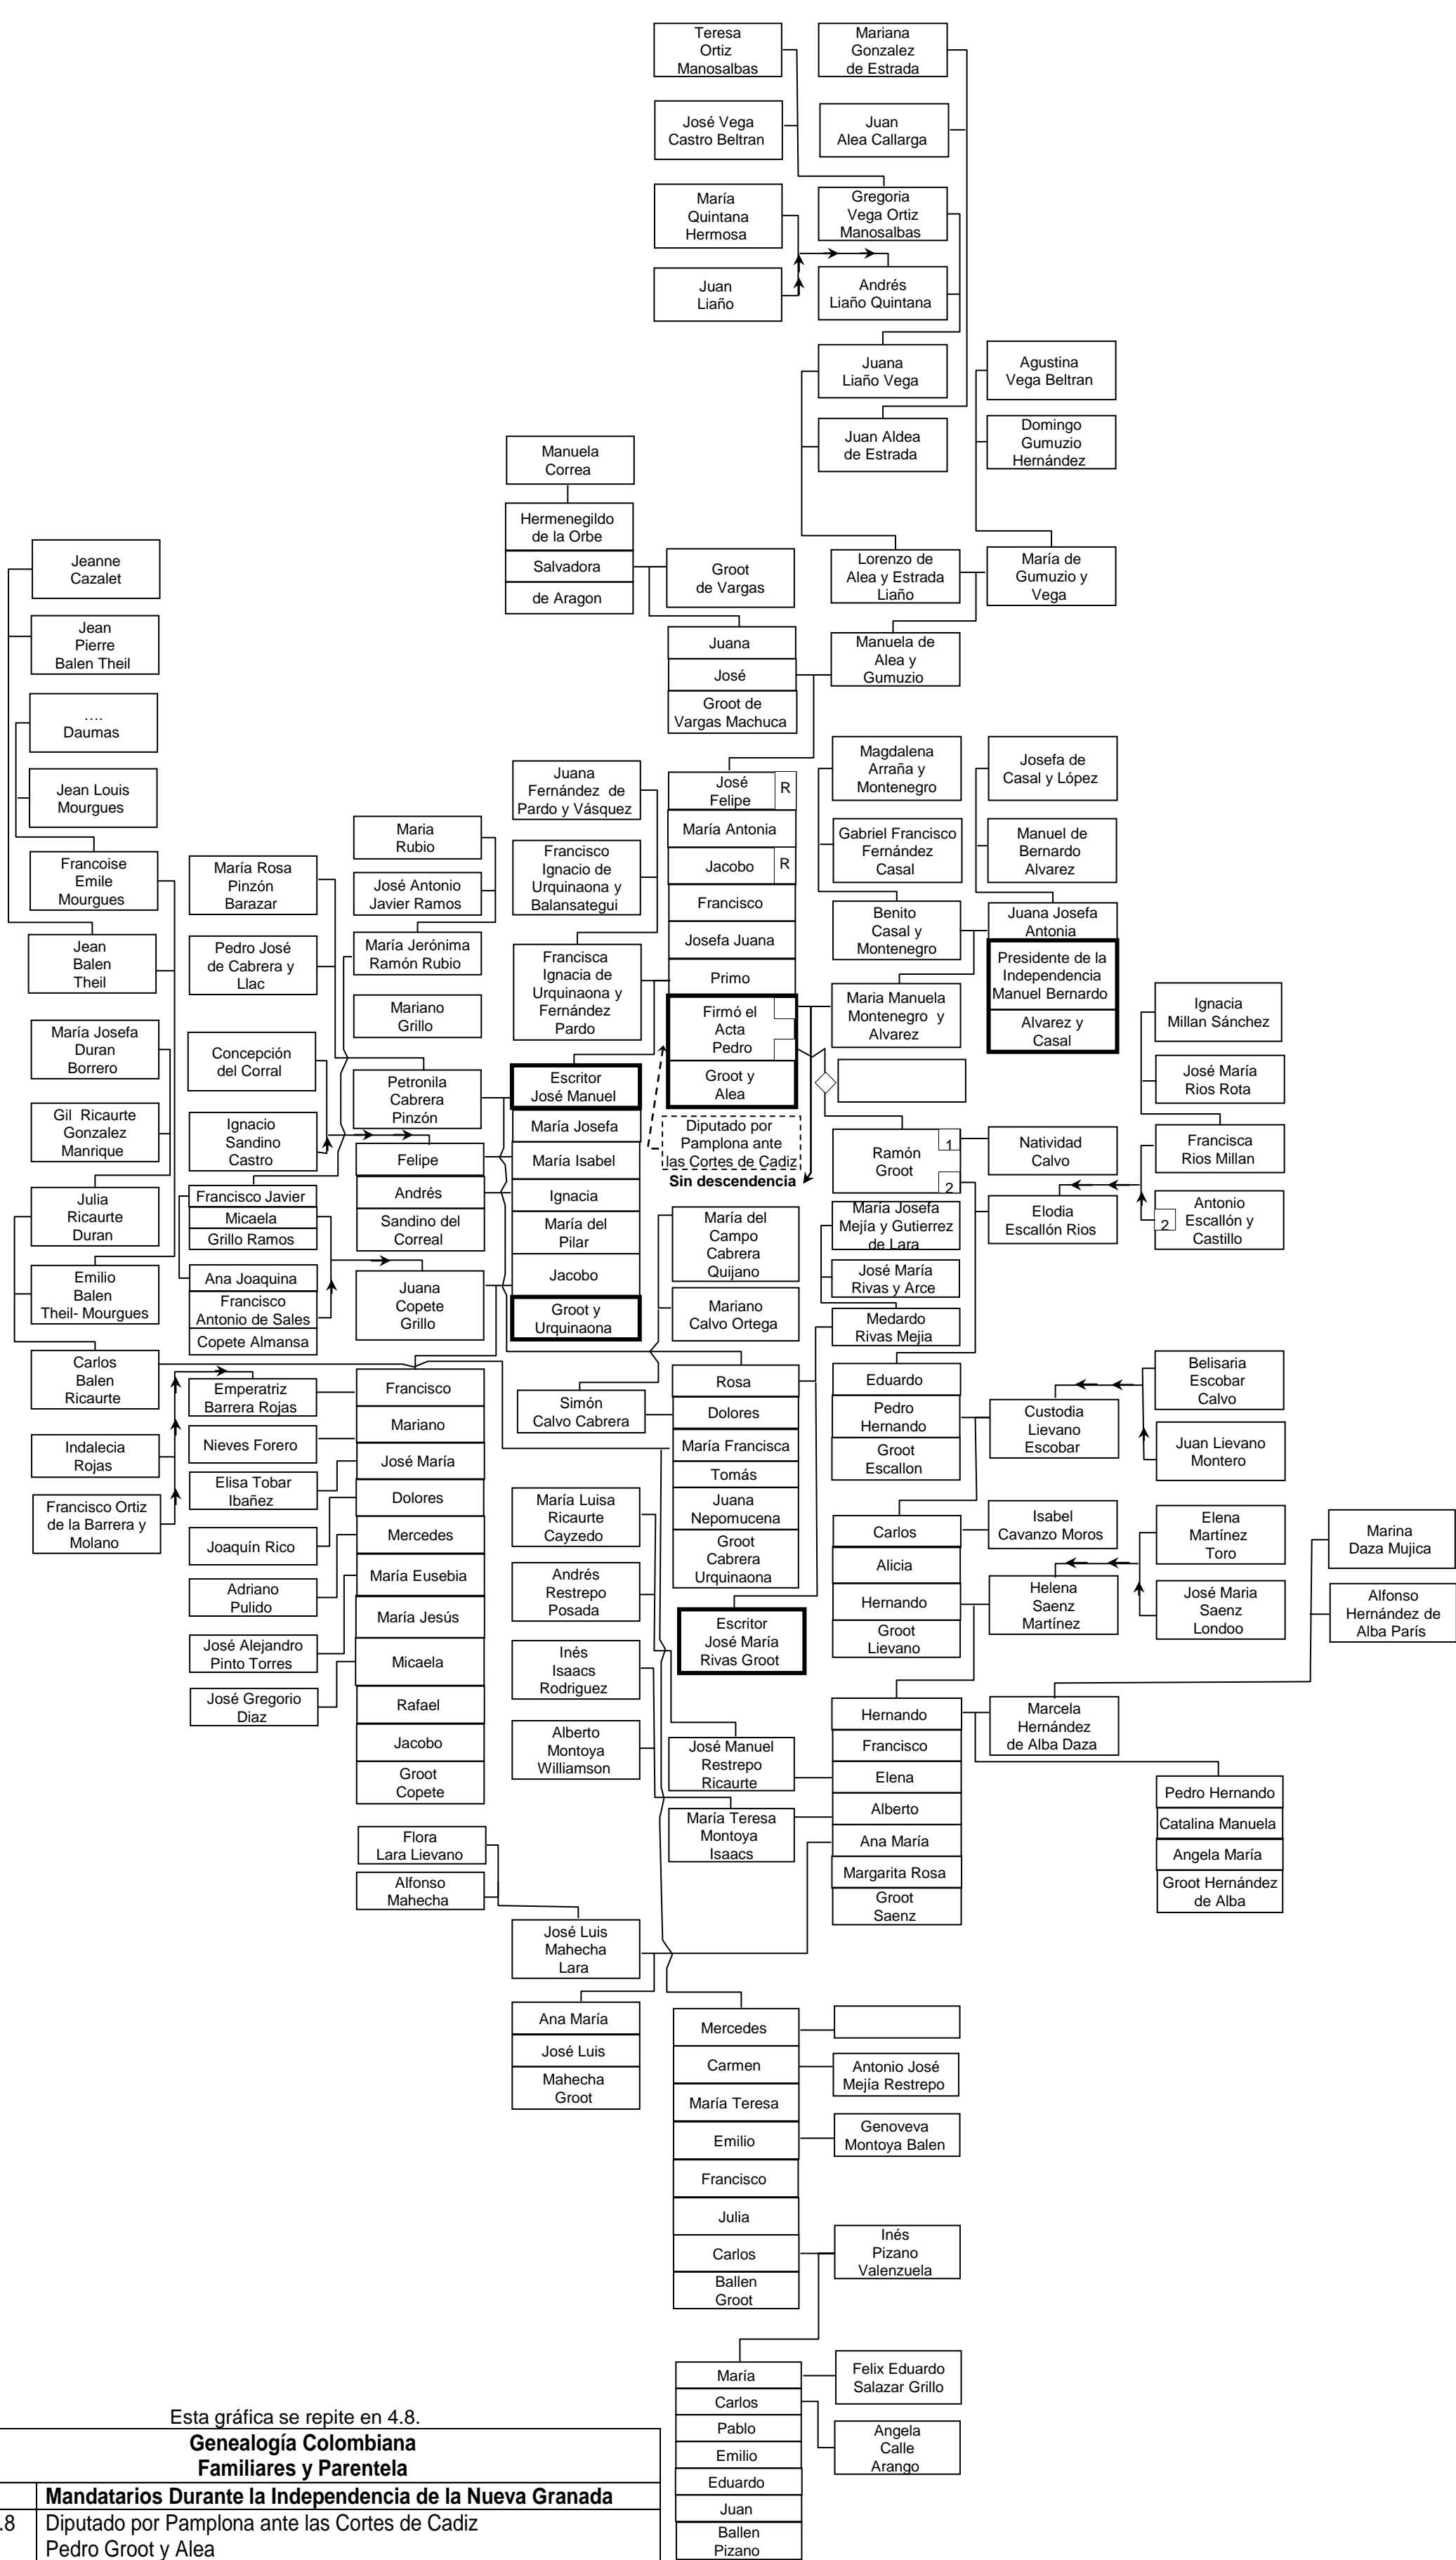 Teresa
Ortiz
Manosalbas
Mariana
Gonzalez
de Estrada
José Vega
Castro Beltran
Juan
Alea Callarga
María
Quintana
Hermosa
Gregoria
Vega Ortiz
Manosalbas
Juan
Liaño
Andrés
Liaño Quintana
Juana
Liaño Vega
Agustina
Vega Beltran
Juan Aldea
de Estrada
Domingo
Gumuzio
Hernández
Manuela
Correa
Hermenegildo
de la Orbe
Salvadora
de Aragon
Groot
de Vargas
Lorenzo de
Alea y Estrada
Liaño
María de
Gumuzio y
Vega
Jeanne
Cazalet
Jean
Pierre
Balen Theil
Juana
José
Groot de
Vargas Machuca
Manuela de
Alea y
Gumuzio
....
Daumas
Jean Louis
Mourgues
Juana
Fernández de
Pardo y Vásquez
José
Felipe
R
María Antonia
Jacobo
R
Francisco
Josefa Juana
Primo
Firmó el
Acta
Pedro
Groot y
Alea
Magdalena
Arraña y
Montenegro
Josefa de
Casal y López
Gabriel Francisco
Fernández
Casal
Manuel de
Bernardo
Alvarez
Maria
Rubio
José Antonio
Javier Ramos
Francisco
Ignacio de
Urquinaona y
Balansategui
Francoise
Emile
Mourgues
María Rosa
Pinzón
Barazar
Benito
Casal y
Montenegro
Juana Josefa
Antonia
Presidente de la
Independencia
Manuel Bernardo
Alvarez y
Casal
Jean
Balen
Theil
Pedro José
de Cabrera y
Llac
María Jerónima
Ramón Rubio
Francisca
Ignacia de
Urquinaona y
Fernández
Pardo
Mariano
Grillo
Maria Manuela
Montenegro y
Alvarez
Ignacia
Millan Sánchez
María Josefa
Duran
Borrero
Concepción
del Corral
Petronila
Cabrera
Pinzón
José María
Rios Rota
Gil Ricaurte
Gonzalez
Manrique
Ignacio
Sandino
Castro
Escritor
José Manuel
María Josefa
María Isabel
Ignacia
María del
Pilar
Jacobo
Groot y
Urquinaona
Diputado por
Pamplona ante
las Cortes de Cadiz
Sin descendencia
Ramón
Groot
1
2
Natividad
Calvo
Francisca
Rios Millan
Felipe
Andrés
Sandino del
Correal
Elodia
Escallón Rios
Antonio
Escallón y
Castillo
2
Julia
Ricaurte
Duran
Francisco Javier
Micaela
Grillo Ramos
María del
Campo
Cabrera
Quijano
María Josefa
Mejía y Gutierrez
de Lara
José María
Rivas y Arce
Emilio
Balen
Theil- Mourgues
Ana Joaquina
Francisco
Antonio de Sales
Copete Almansa
Juana
Copete
Grillo
Mariano
Calvo Ortega
Medardo
Rivas Mejia
Carlos
Balen
Ricaurte
Emperatriz
Barrera Rojas
Francisco
Mariano
José María
Dolores
Mercedes
María Eusebia
María Jesús
Micaela
Rafael
Jacobo
Groot
Copete
Simón
Calvo Cabrera
Rosa
Dolores
María Francisca
Tomás
Juana
Nepomucena
Groot
Cabrera
Urquinaona
Eduardo
Pedro
Hernando
Groot
Escallon
Custodia
Lievano
Escobar
Belisaria
Escobar
Calvo
Juan Lievano
Montero
Indalecia
Rojas
Nieves Forero
Elisa Tobar
Ibañez
Francisco Ortiz
de la Barrera y
Molano
Joaquín Rico
María Luisa
Ricaurte
Cayzedo
Carlos
Alicia
Hernando
Groot
Lievano
Isabel
Cavanzo Moros
Elena
Martínez
Toro
Marina
Daza Mujica
Adriano
Pulido
Andrés
Restrepo
Posada
Helena
Saenz
Martínez
José Maria
Saenz
Londoo
Alfonso
Hernández de
Alba París
José Alejandro
Pinto Torres
Inés
Isaacs
Rodriguez
Escritor
José María
Rivas Groot
José Gregorio
Diaz
Alberto
Montoya
Williamson
José Manuel
Restrepo
Ricaurte
Hernando
Francisco
Elena
Alberto
Ana María
Margarita Rosa
Groot
Saenz
Marcela
Hernández
de Alba Daza
María Teresa
Montoya
Isaacs
Pedro Hernando
Catalina Manuela
Angela María
Groot Hernández
de Alba
Flora
Lara Lievano
Alfonso
Mahecha
José Luis
Mahecha
Lara
Ana María
José Luis
Mahecha
Groot
Mercedes
Carmen
María Teresa
Emilio
Francisco
Julia
Carlos
Ballen
Groot
Antonio José
Mejía Restrepo
Genoveva
Montoya Balen
Inés
Pizano
Valenzuela
María
Carlos
Pablo
Emilio
Eduardo
Juan
Ballen
Pizano
Felix Eduardo
Salazar Grillo
Angela
Calle
Arango
Esta gráfica se repite en 4.8.
Genealogía Colombiana
Familiares y Parentela
Mandatarios Durante la Independencia de la Nueva Granada
.8 Diputado por Pamplona ante las Cortes de Cadiz
Pedro Groot y Alea